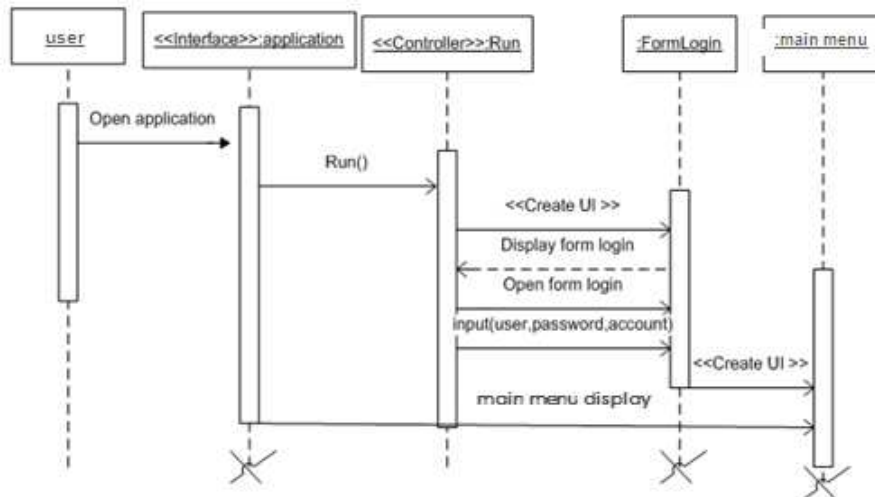 user
<<Interface>>:application
<<Controller>>:Run
:FormLogin
:main menu
Open application
Run()
<<Create UI >>
Display form login
Open form login
input(user,password,account)
<<Create UI >>
main menu display